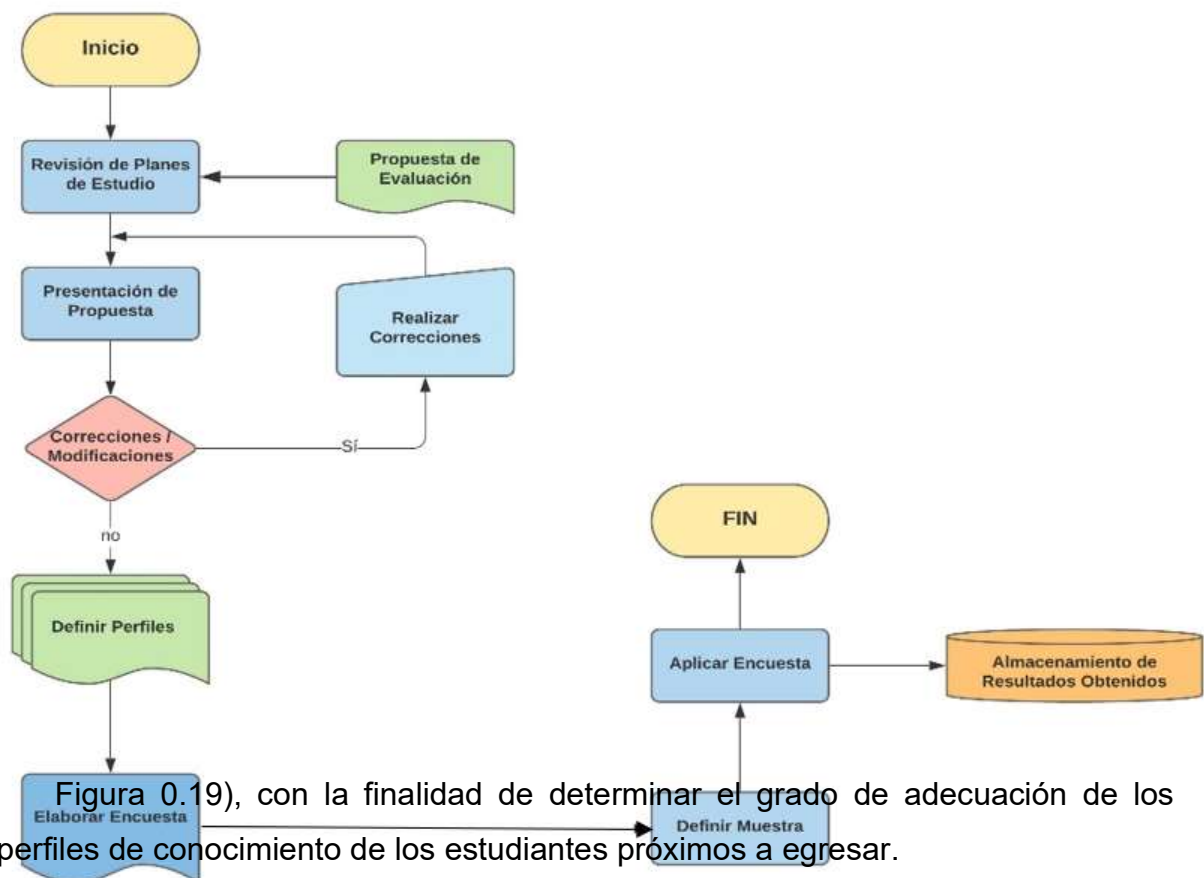 Inicio
Revisión de Planes
de Estudio
Propuesta de
Evaluación
Presentación de
Propuesta
Realizar
Correcciones
Correcciones /
Modificaciones
Sí
no
Definir Perfiles
FIN
Aplicar Encuesta
Almacenamiento de
Resultados Obtenidos
Elaborar Encuesta
Definir Muestra
Figura 0.19), con la finalidad de determinar el grado de adecuación de los
perfiles de conocimiento de los estudiantes próximos a egresar.